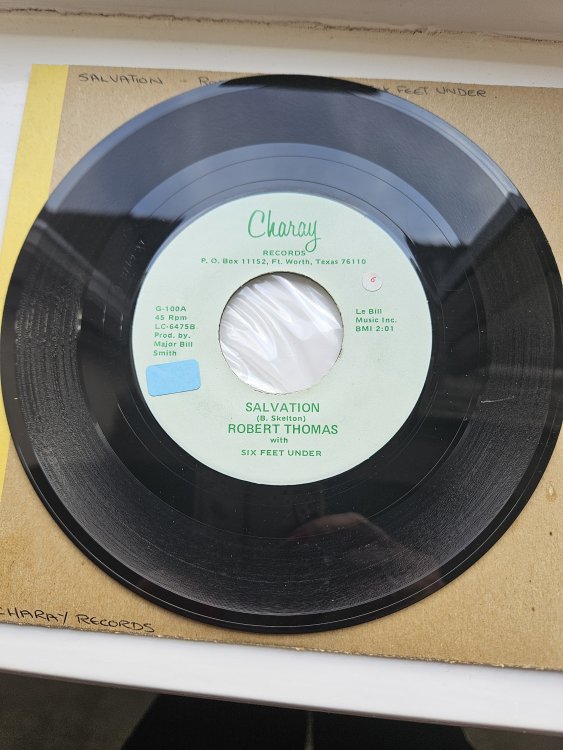 SALVATION - R
FEET UNDER
Charay
RECORDS
P. O. Box 11152, Ft. Worth, Texas 76110
6
G-100A
45 Rpm
LC-6475B
Prod. by.
Major Bill
Smith
Le Bill
Music Inc.
BMI 2:01
SALVATION
(B. Skelton)
ROBERT THOMAS
with
SIX FEET UNDER
CHARAY RECORDS